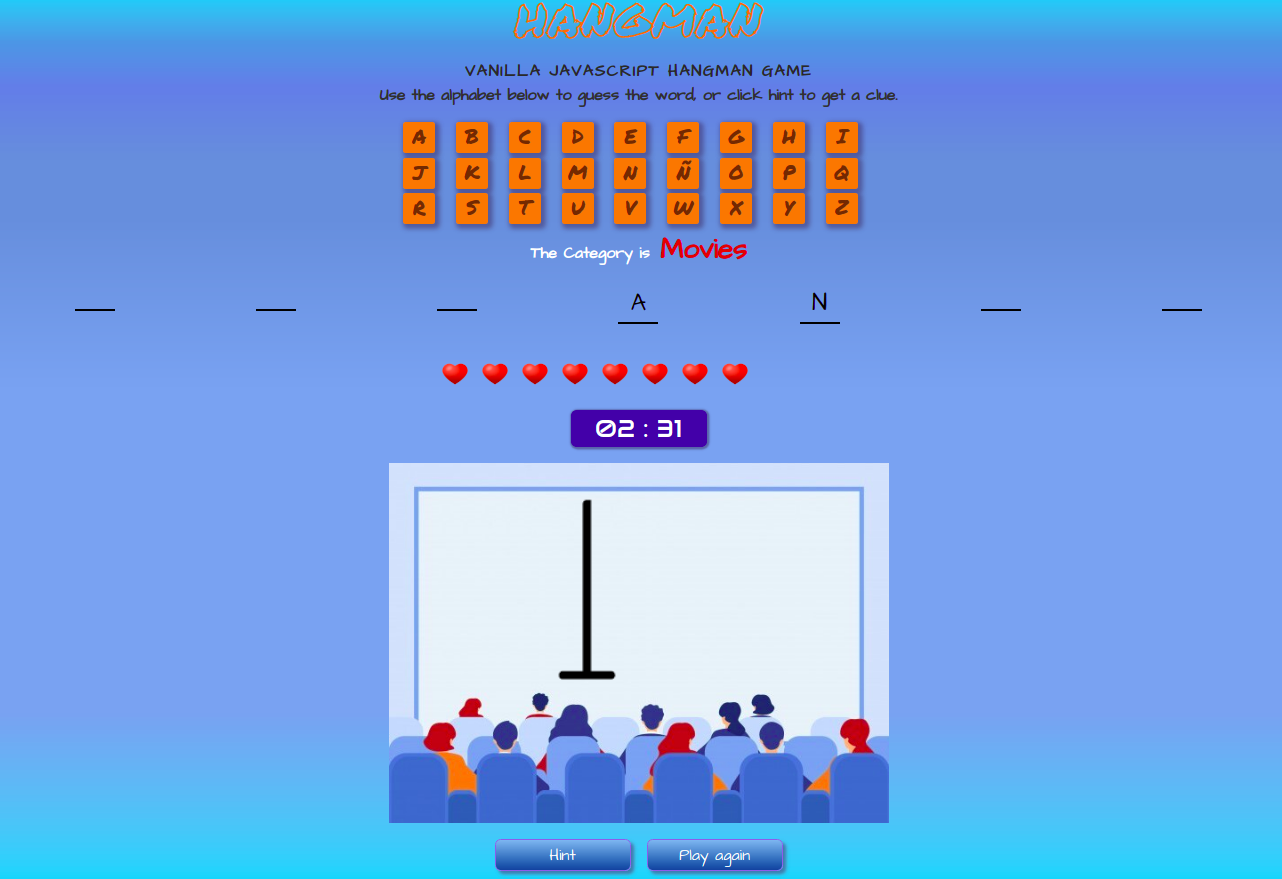 HANGMAN
VANILLA JAVASCRIPT HANGMAN GAME
Use the alphabet below to guess the word, or click hint to get a clue.
A B C D E F G H I
J K L M N Ñ O P Q
R S T U V W X Y Z
The Category is Movies
A N
02 : 31
Hint Play again